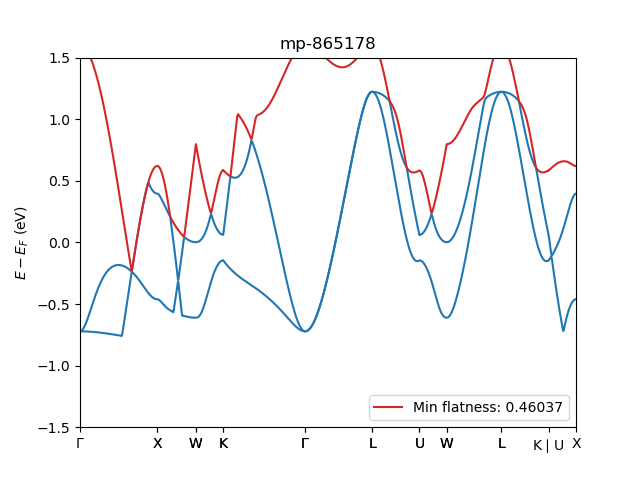 mp-865178
E − E_F (eV)
1.5
1.0
0.5
0.0
−0.5
−1.0
−1.5
Min flatness: 0.46037
Γ X W K Γ L U W L K | U X